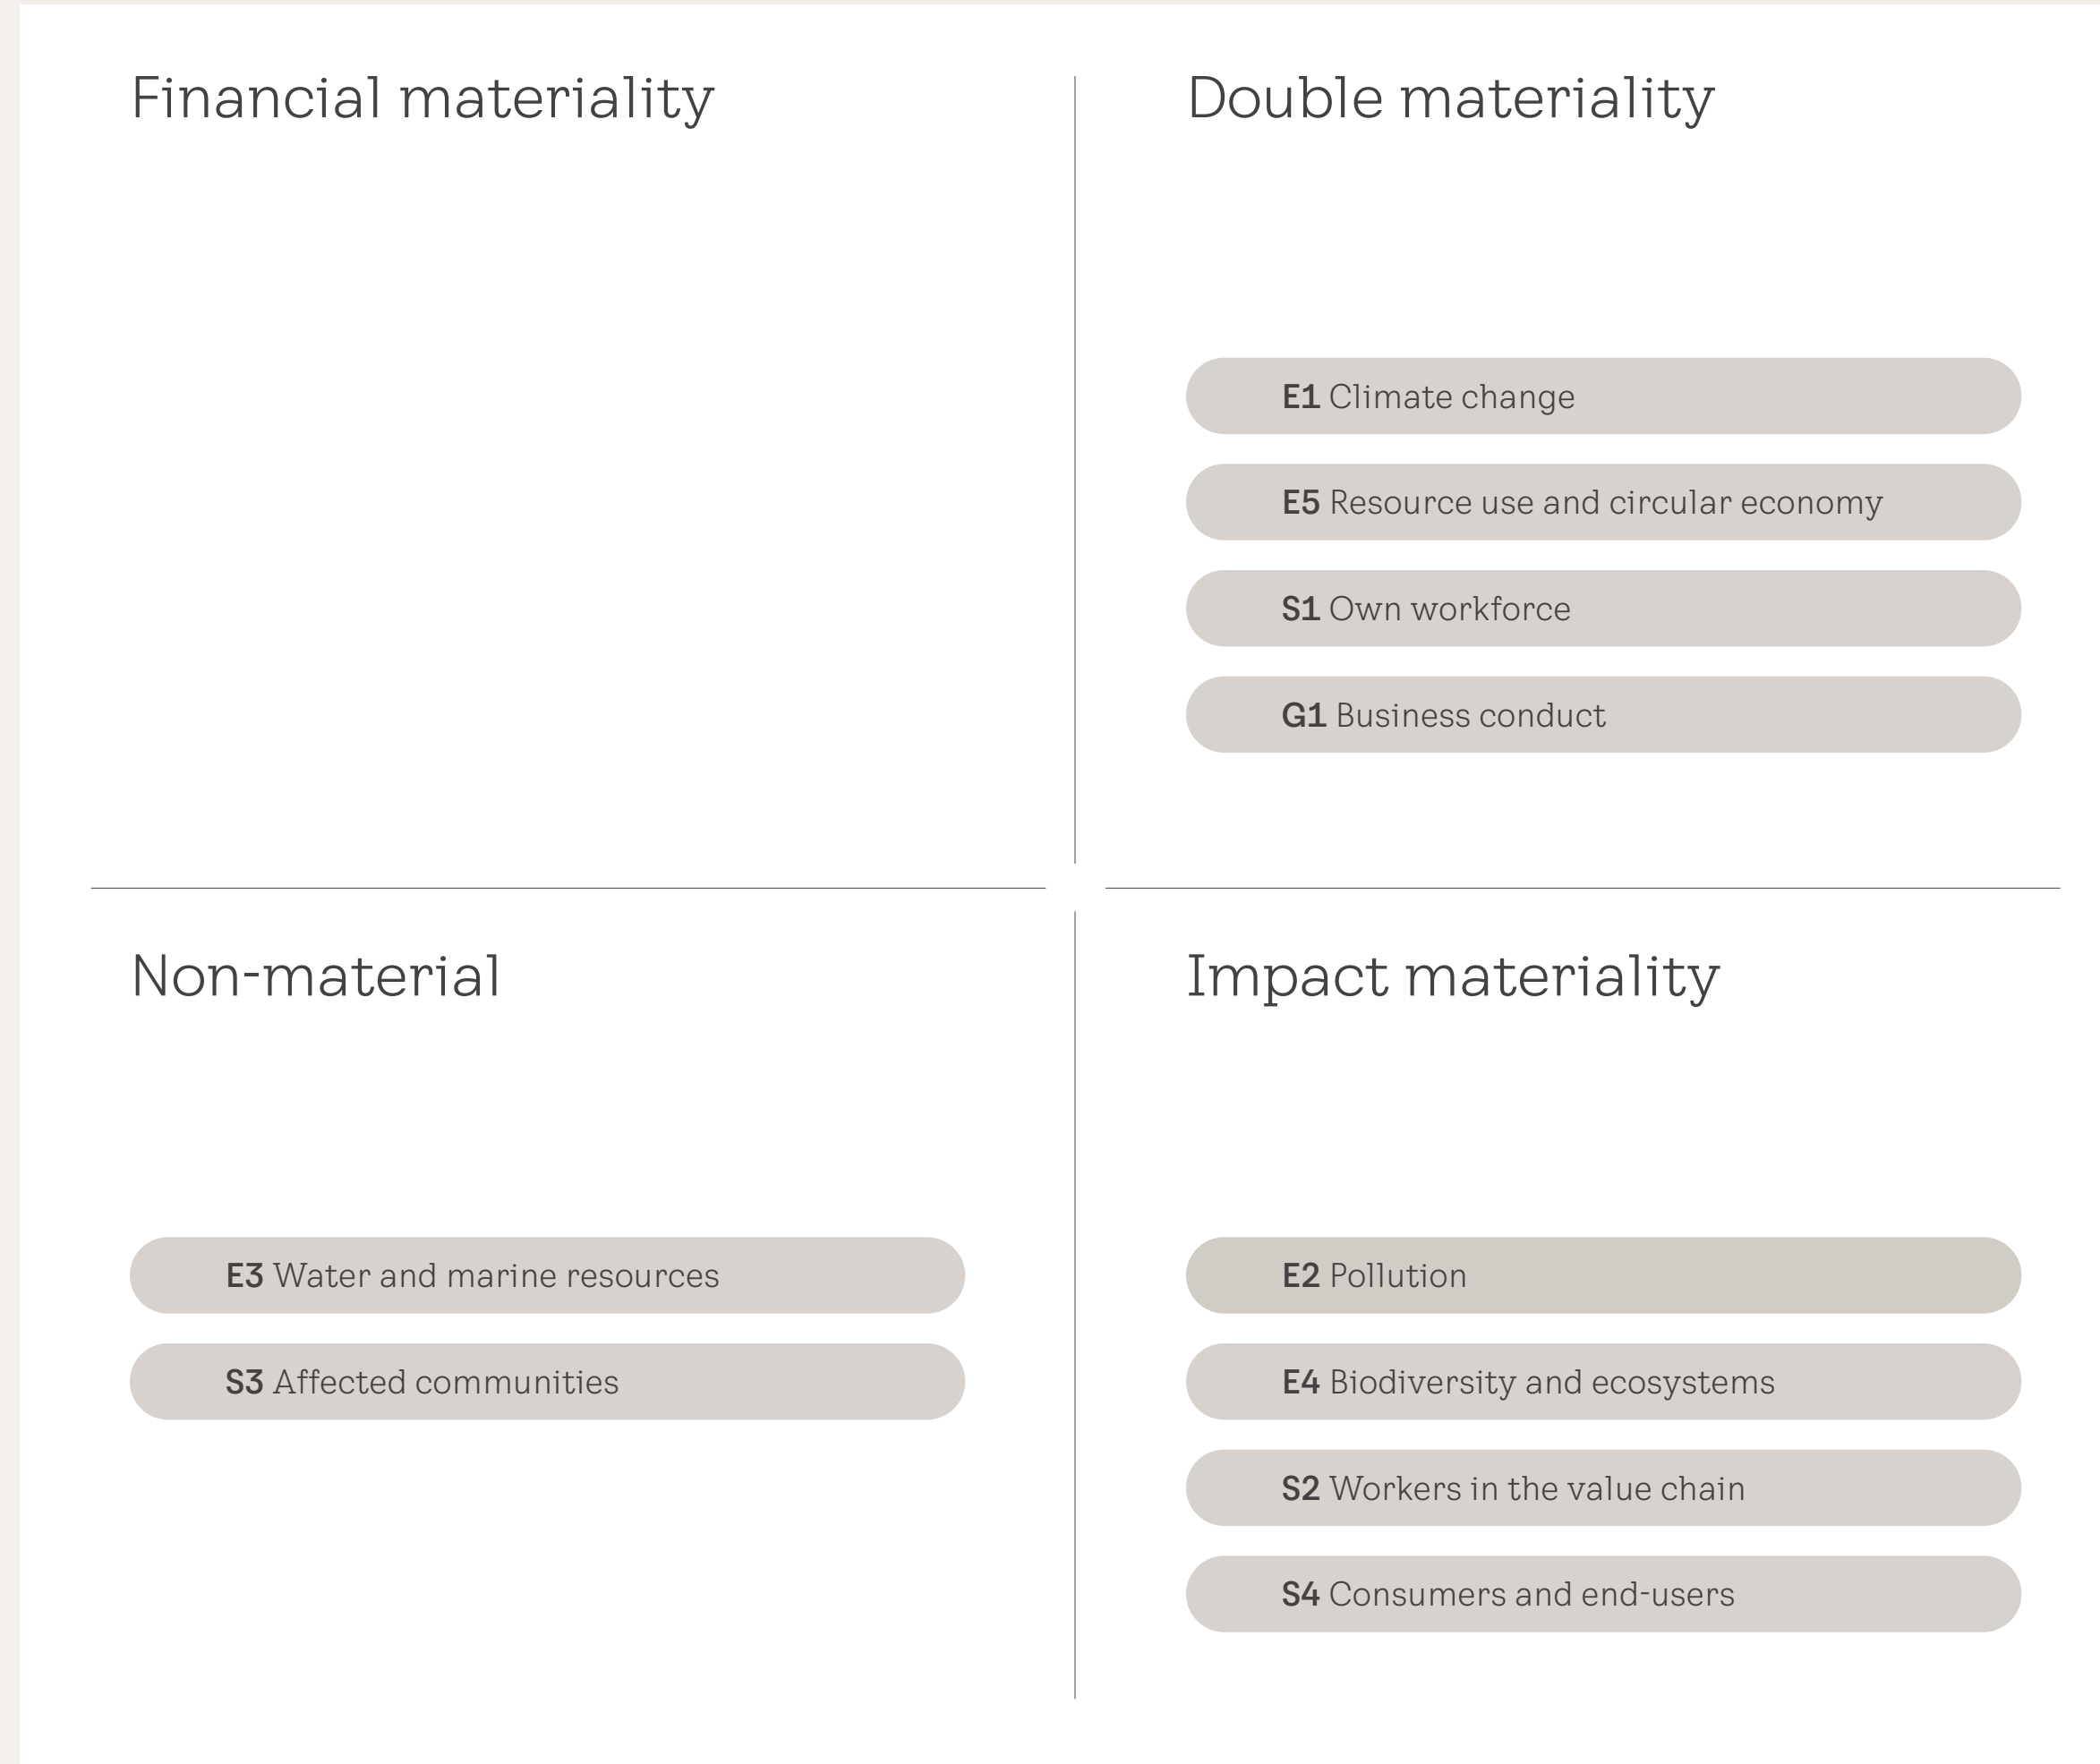 Financial materiality
Double materiality
E1 Climate change
E5 Resource use and circular economy
S1 Own workforce
G1 Business conduct
Non-material
E3 Water and marine resources
S3 Affected communities
Impact materiality
E2 Pollution
E4 Biodiversity and ecosystems
S2 Workers in the value chain
S4 Consumers and end-users